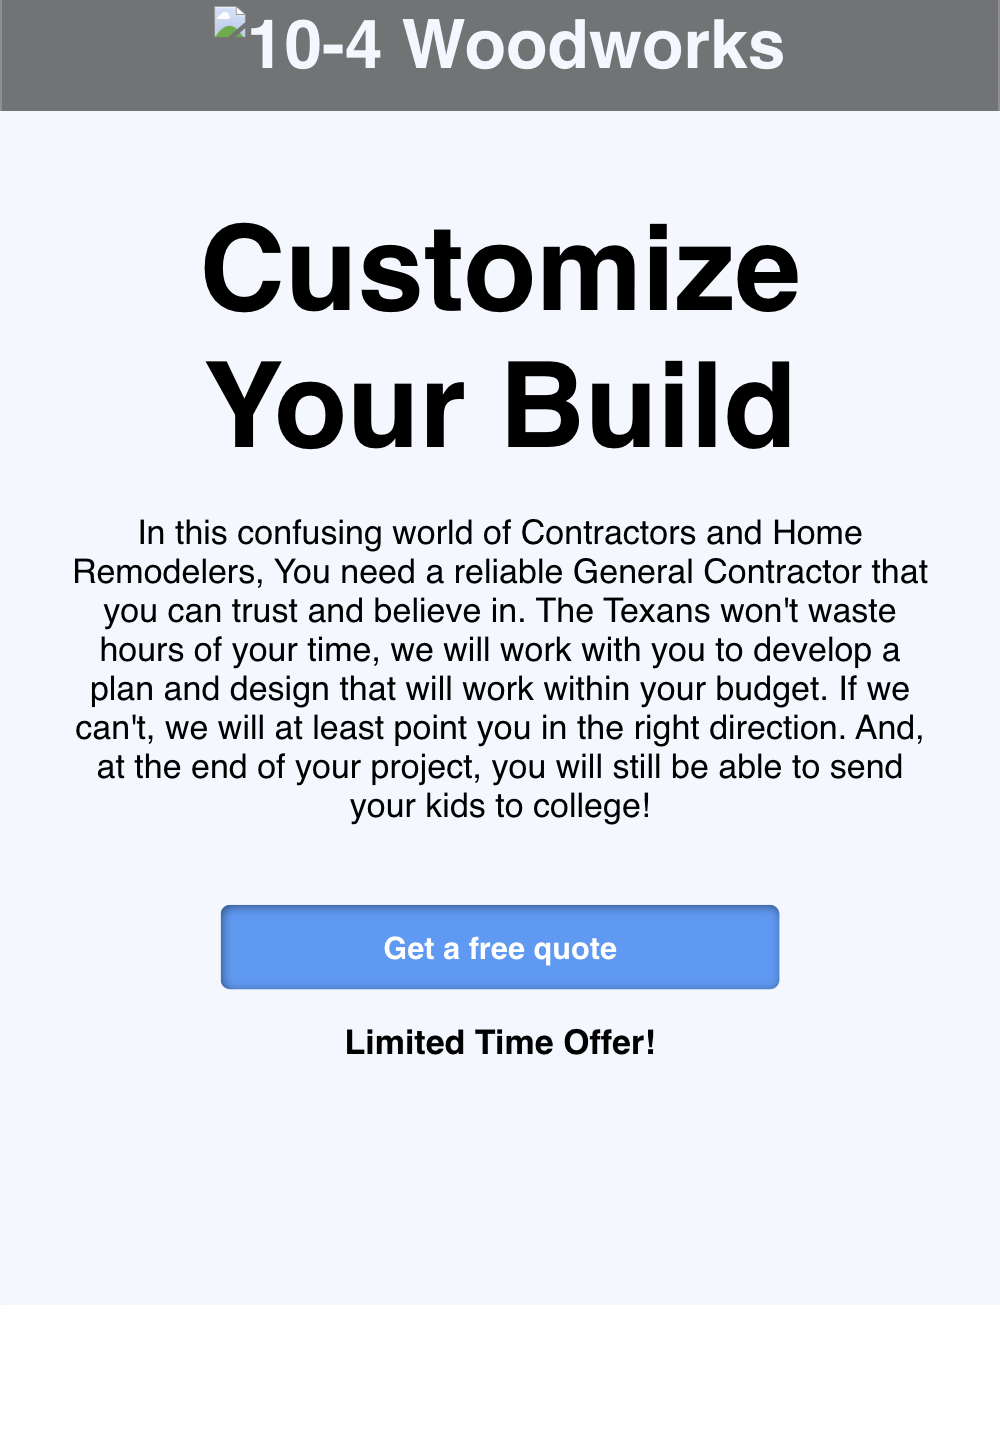 10-4 Woodworks
Customize
Your Build
In this confusing world of Contractors and Home
Remodelers, You need a reliable General Contractor that
you can trust and believe in. The Texans won't waste
hours of your time, we will work with you to develop a
plan and design that will work within your budget. If we
can't, we will at least point you in the right direction. And,
at the end of your project, you will still be able to send
your kids to college!
Get a free quote
Limited Time Offer!